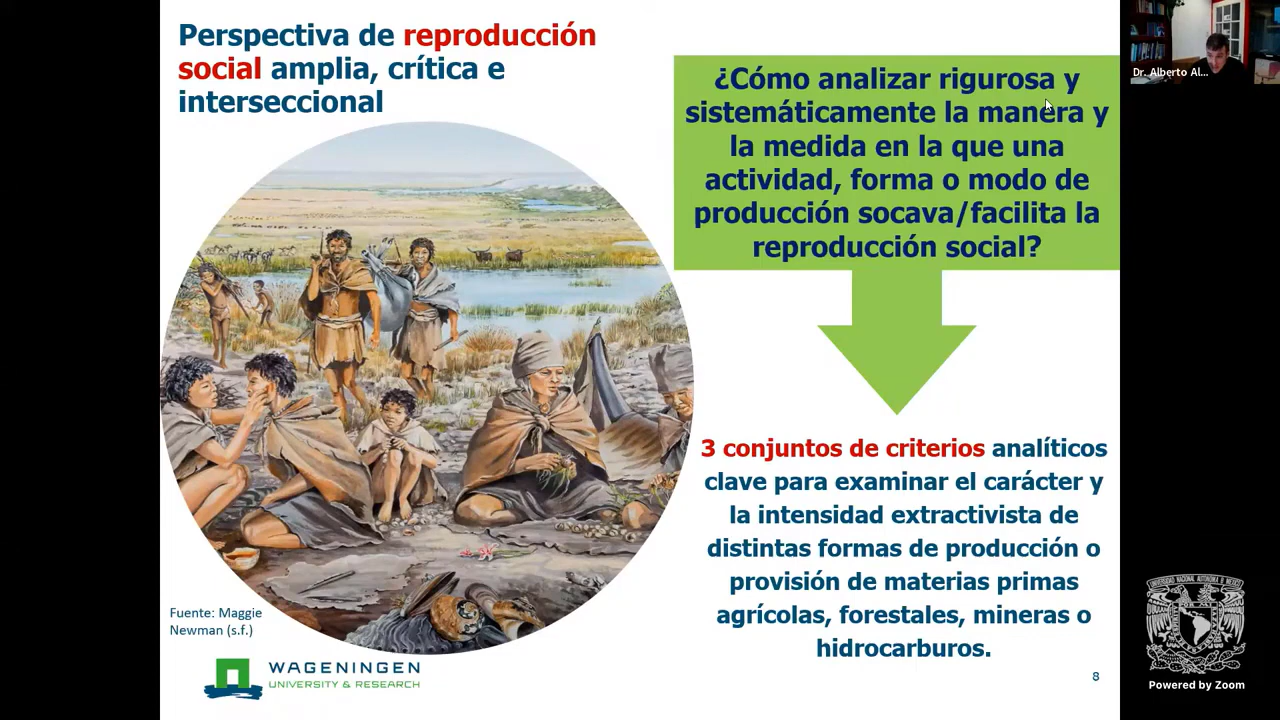 Perspectiva de reproducción
social amplia, crítica e
interseccional
¿Cómo analizar rigurosa y
sistemáticamente la manera y
la medida en la que una
actividad, forma o modo de
producción socava/facilita la
reproducción social?
3 conjuntos de criterios analíticos
clave para examinar el carácter y
la intensidad extractivista de
distintas formas de producción o
provisión de materias primas
agrícolas, forestales, mineras o
hidrocarburos.
Fuente: Maggie
Newman (s.f.)
WAGENINGEN
UNIVERSITY & RESEARCH
8
Dr. Alberto Al...
Powered by Zoom